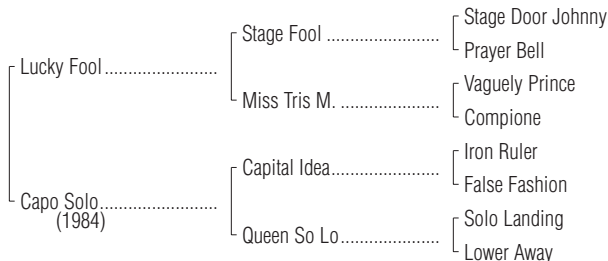 Stage Door Johnny
Stage Fool ......................
Prayer Bell
Lucky Fool ......................
Vaguely Prince
Miss Tris M. ...................
Compione
Iron Ruler
Capital Idea.....................
False Fashion
Capo Solo.......................
(1984)
Solo Landing
Queen So Lo...................
Lower Away